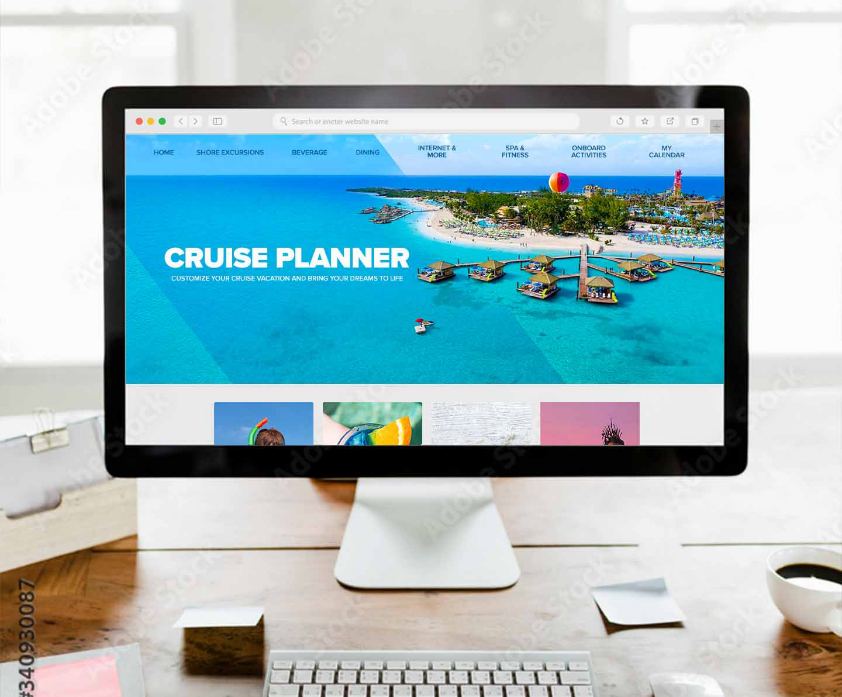 Search or eneter website name
HOME
SHORE EXCURSIONS
BEVERAGE
DINING
INTERNET &
MORE
SPA &
FITNESS
ONBOARD
ACTIVITIES
MY
CALENDAR
CRUISE PLANNER
CUSTOMIZE YOUR CRUISE VACATION AND BRING YOUR DREAMS TO LIFE
Adobe Stock
#340930087